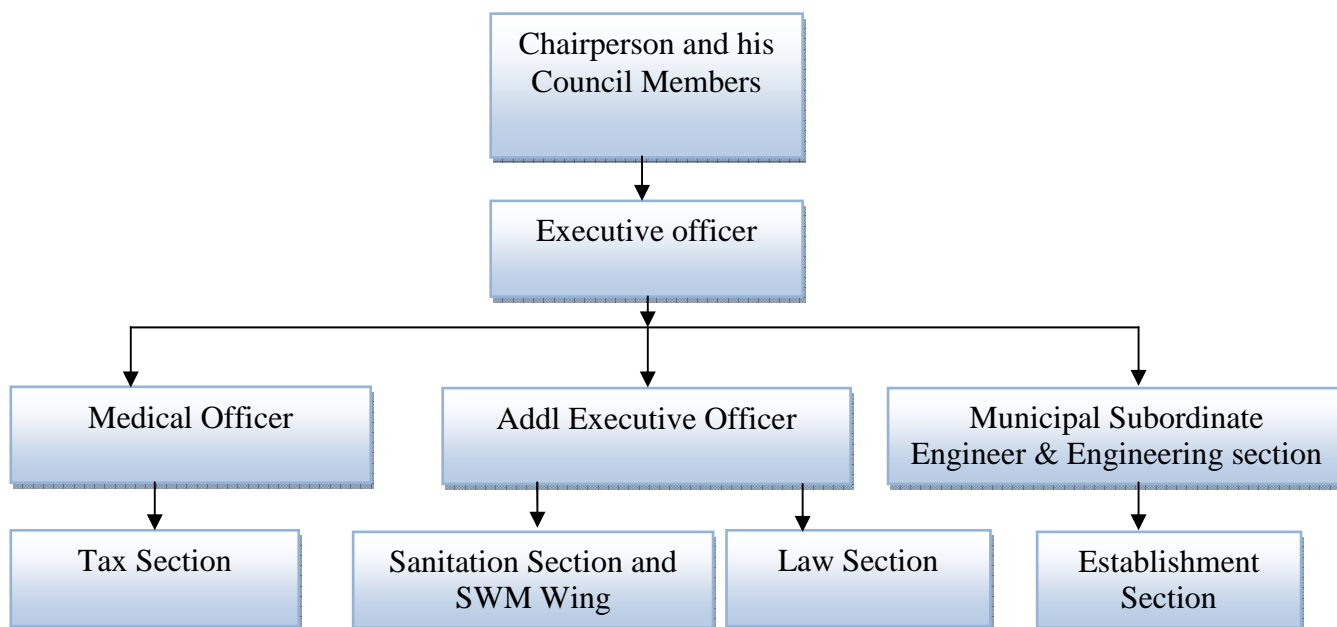 Chairperson and his
Council Members
Executive officer
Medical Officer
Addl Executive Officer
Municipal Subordinate
Engineer & Engineering section
Tax Section
Sanitation Section and
SWM Wing
Law Section
Establishment
Section